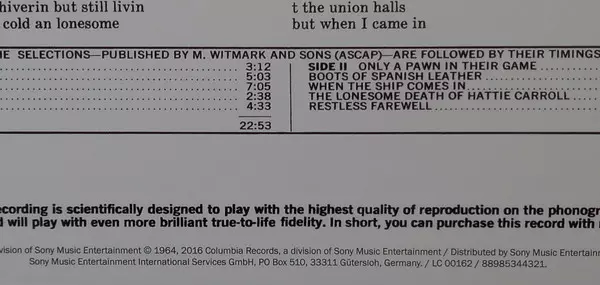 hiverin but still livin
cold an lonesome
t the union halls
but when I came in
E SELECTIONS—PUBLISHED BY M. WITMARK AND SONS (ASCAP)—ARE FOLLOWED BY THEIR TIMINGS
3:12
5:03
7:05
2:38
4:33
22:53
SIDE II ONLY A PAWN IN THEIR GAME
BOOTS OF SPANISH LEATHER
WHEN THE SHIP COMES IN
THE LONESOME DEATH OF HATTIE CARROLL
RESTLESS FAREWELL
ecording is scientifically designed to play with the highest quality of reproduction on the phonogr
d will play with even more brilliant true-to-life fidelity. In short, you can purchase this record with
vision of Sony Music Entertainment © 1964, 2016 Columbia Records, a division of Sony Music Entertainment / Distributed by Sony Music Entertain
Sony Music Entertainment International Services GmbH, PO Box 510, 33311 Gütersloh, Germany. / LC 00162 / 88985344321.